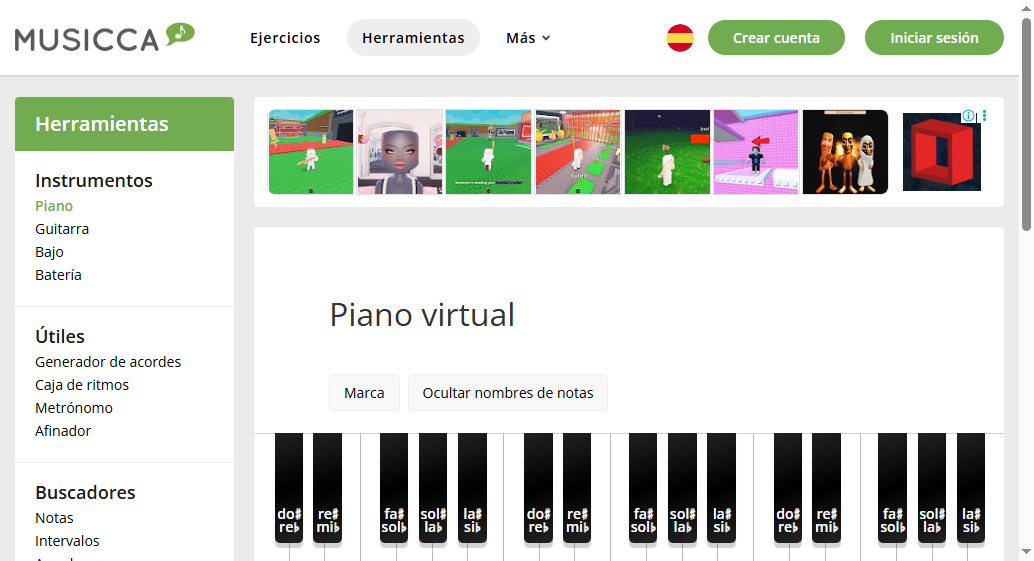 MUSICCA
Ejercicios
Herramientas
Más
Crear cuenta
Iniciar sesión
Herramientas
Instrumentos
Piano
Guitarra
Bajo
Batería
Útiles
Generador de acordes
Caja de ritmos
Metrónomo
Afinador
Buscadores
Notas
Intervalos
Piano virtual
Marca
Ocultar nombres de notas
do# re# fa# sol# la# do# re# fa# sol# la# do# re# fa# sol# la#
re♭ mi♭ sol♭ la♭ si♭ re♭ mi♭ sol♭ la♭ si♭ re♭ mi♭ sol♭ la♭ si♭